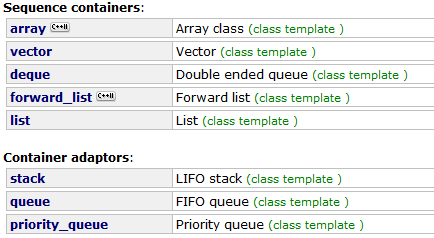 Sequence containers:
array C++11 Array class (class template )
vector Vector (class template )
deque Double ended queue (class template )
forward_list C++11 Forward list (class template )
list List (class template )
Container adaptors:
stack LIFO stack (class template )
queue FIFO queue (class template )
priority_queue Priority queue (class template )